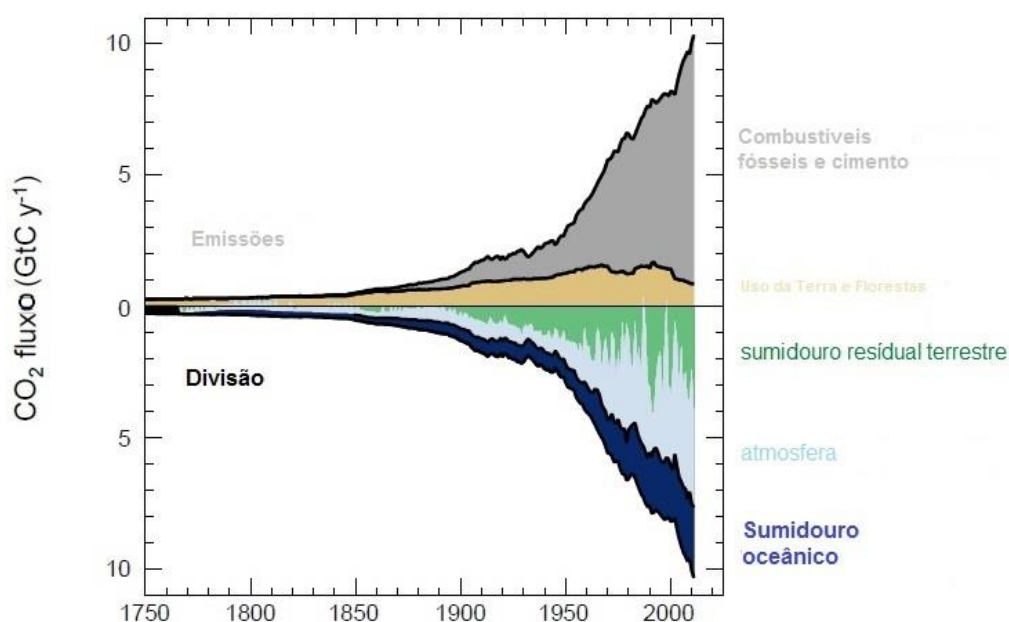 CO₂ fluxo (GtC y⁻¹)
10
5
0
5
10
1750
1800
1850
1900
1950
2000
Emissões
Divisão
Combustíveis
fósseis e cimento
Uso da Terra e Florestas
sumidouro resídual terrestre
atmosfera
Sumidouro
oceânico